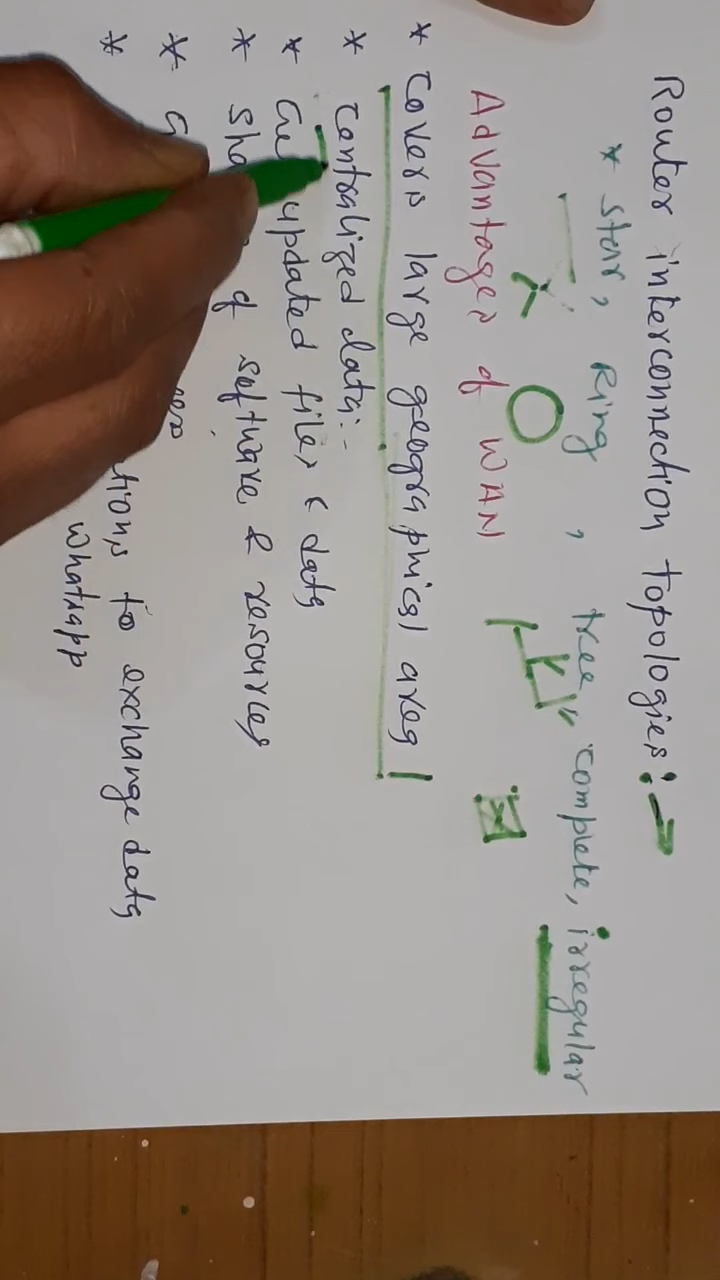 Router interconnection topologies:→
* star, Ring, tree, complete, irregular
Advantages of WAN
* Covers large geographical area
* Centralized data:-
* updated files & data
* of software & resources
*
* to exchange data
whatsapp